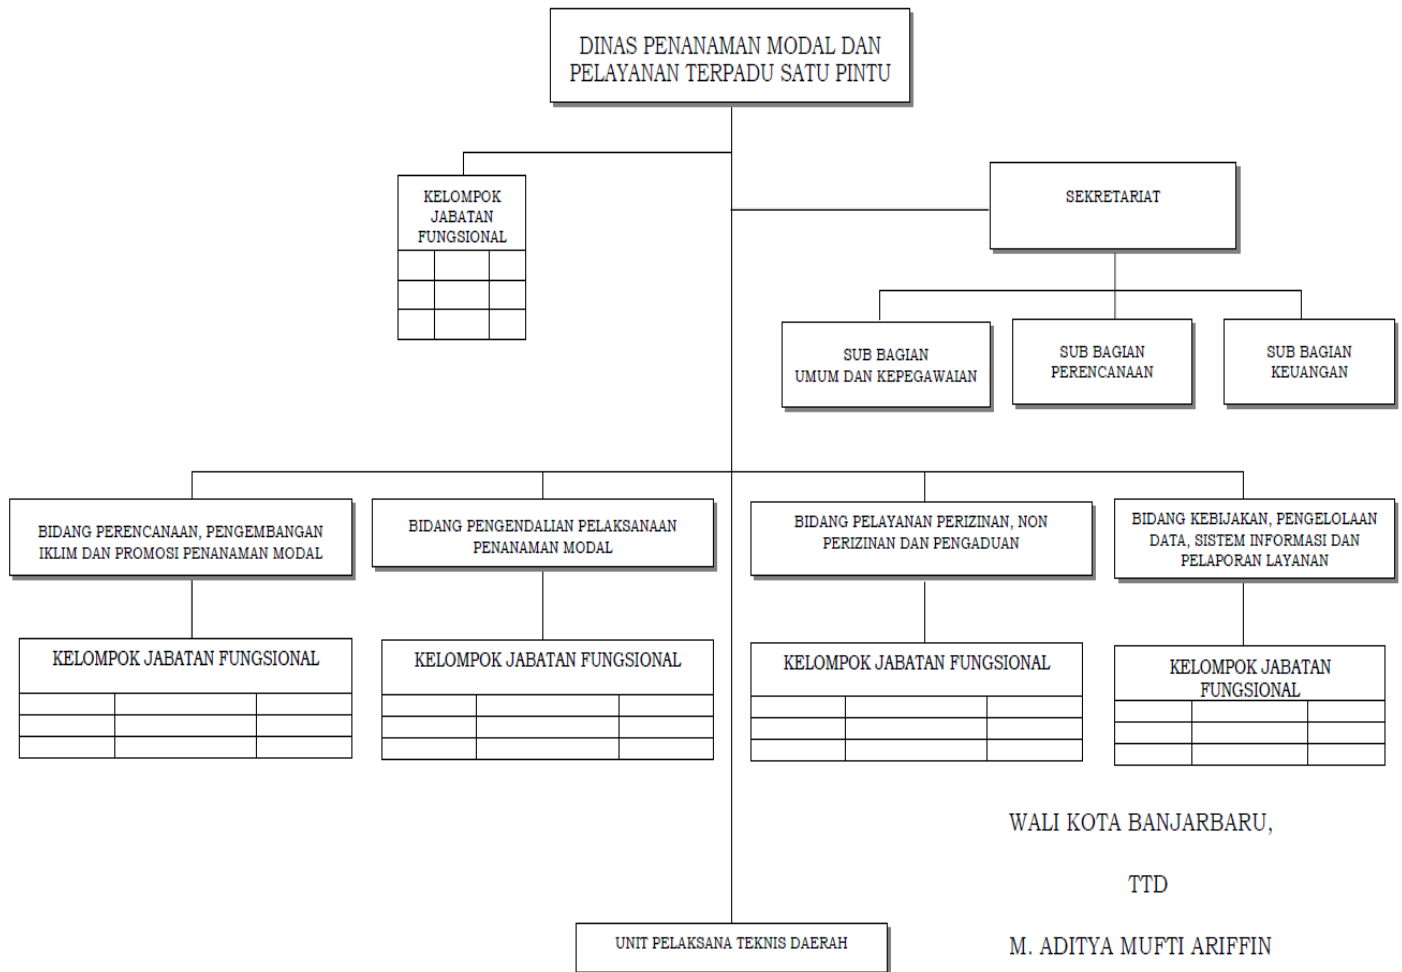 DINAS PENANAMAN MODAL DAN
PELAYANAN TERPADU SATU PINTU
KELOMPOK
JABATAN
FUNGSIONAL
SEKRETARIAT
SUB BAGIAN
UMUM DAN KEPEGAWAIAN
SUB BAGIAN
PERENCANAAN
SUB BAGIAN
KEUANGAN
BIDANG PERENCANAAN, PENGEMBANGAN
IKLIM DAN PROMOSI PENANAMAN MODAL
BIDANG PENGENDALIAN PELAKSANAAN
PENANAMAN MODAL
BIDANG PELAYANAN PERIZINAN, NON
PERIZINAN DAN PENGADUAN
BIDANG KEBIJAKAN, PENGELOLAAN
DATA, SISTEM INFORMASI DAN
PELAPORAN LAYANAN
KELOMPOK JABATAN FUNGSIONAL
KELOMPOK JABATAN FUNGSIONAL
KELOMPOK JABATAN FUNGSIONAL
KELOMPOK JABATAN
FUNGSIONAL
WALI KOTA BANJARBARU,
TTD
M. ADITYA MUFTI ARIFFIN
UNIT PELAKSANA TEKNIS DAERAH